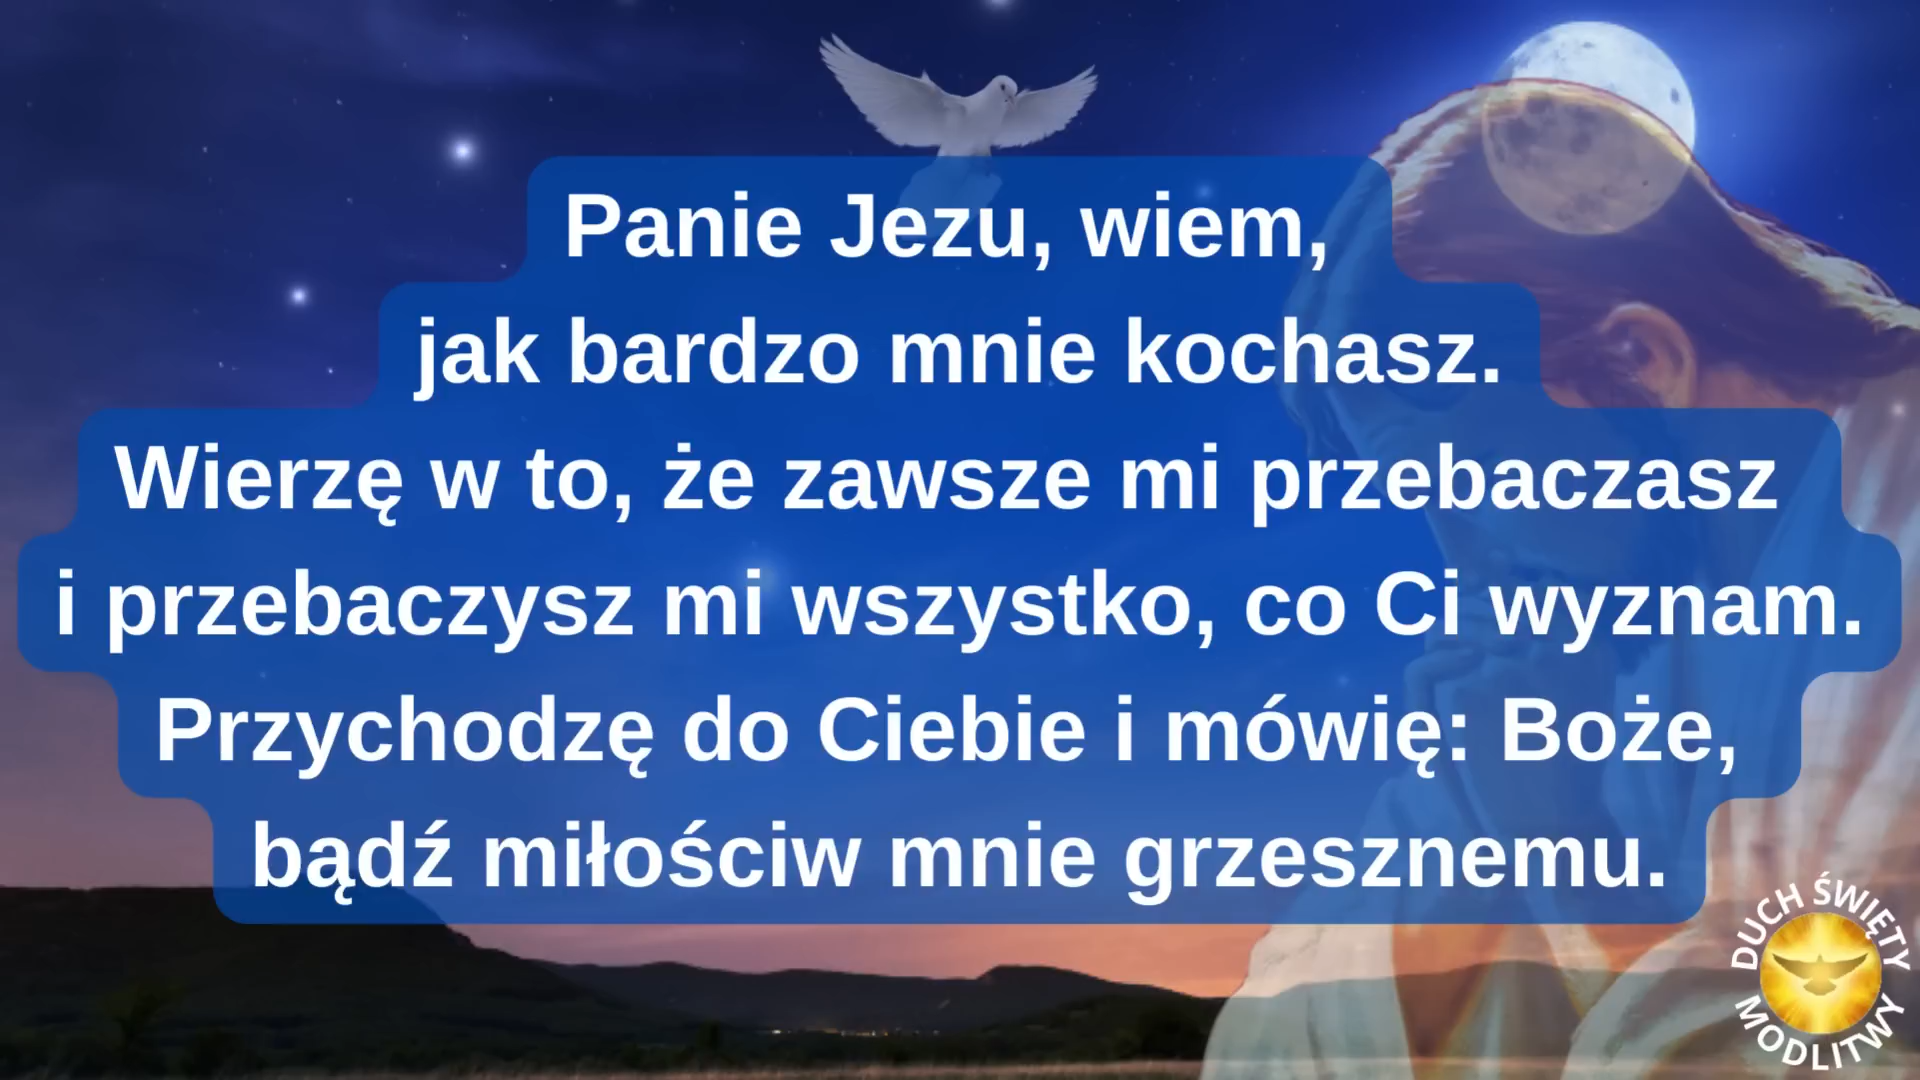 Panie Jezu, wiem,
jak bardzo mnie kochasz.
Wierzę w to, że zawsze mi przebaczasz
i przebaczysz mi wszystko, co Ci wyznam.
Przychodzę do Ciebie i mówię: Boże,
bądź miłościw mnie grzesznemu.
DUCH ŚWIĘTY
MODLITWY